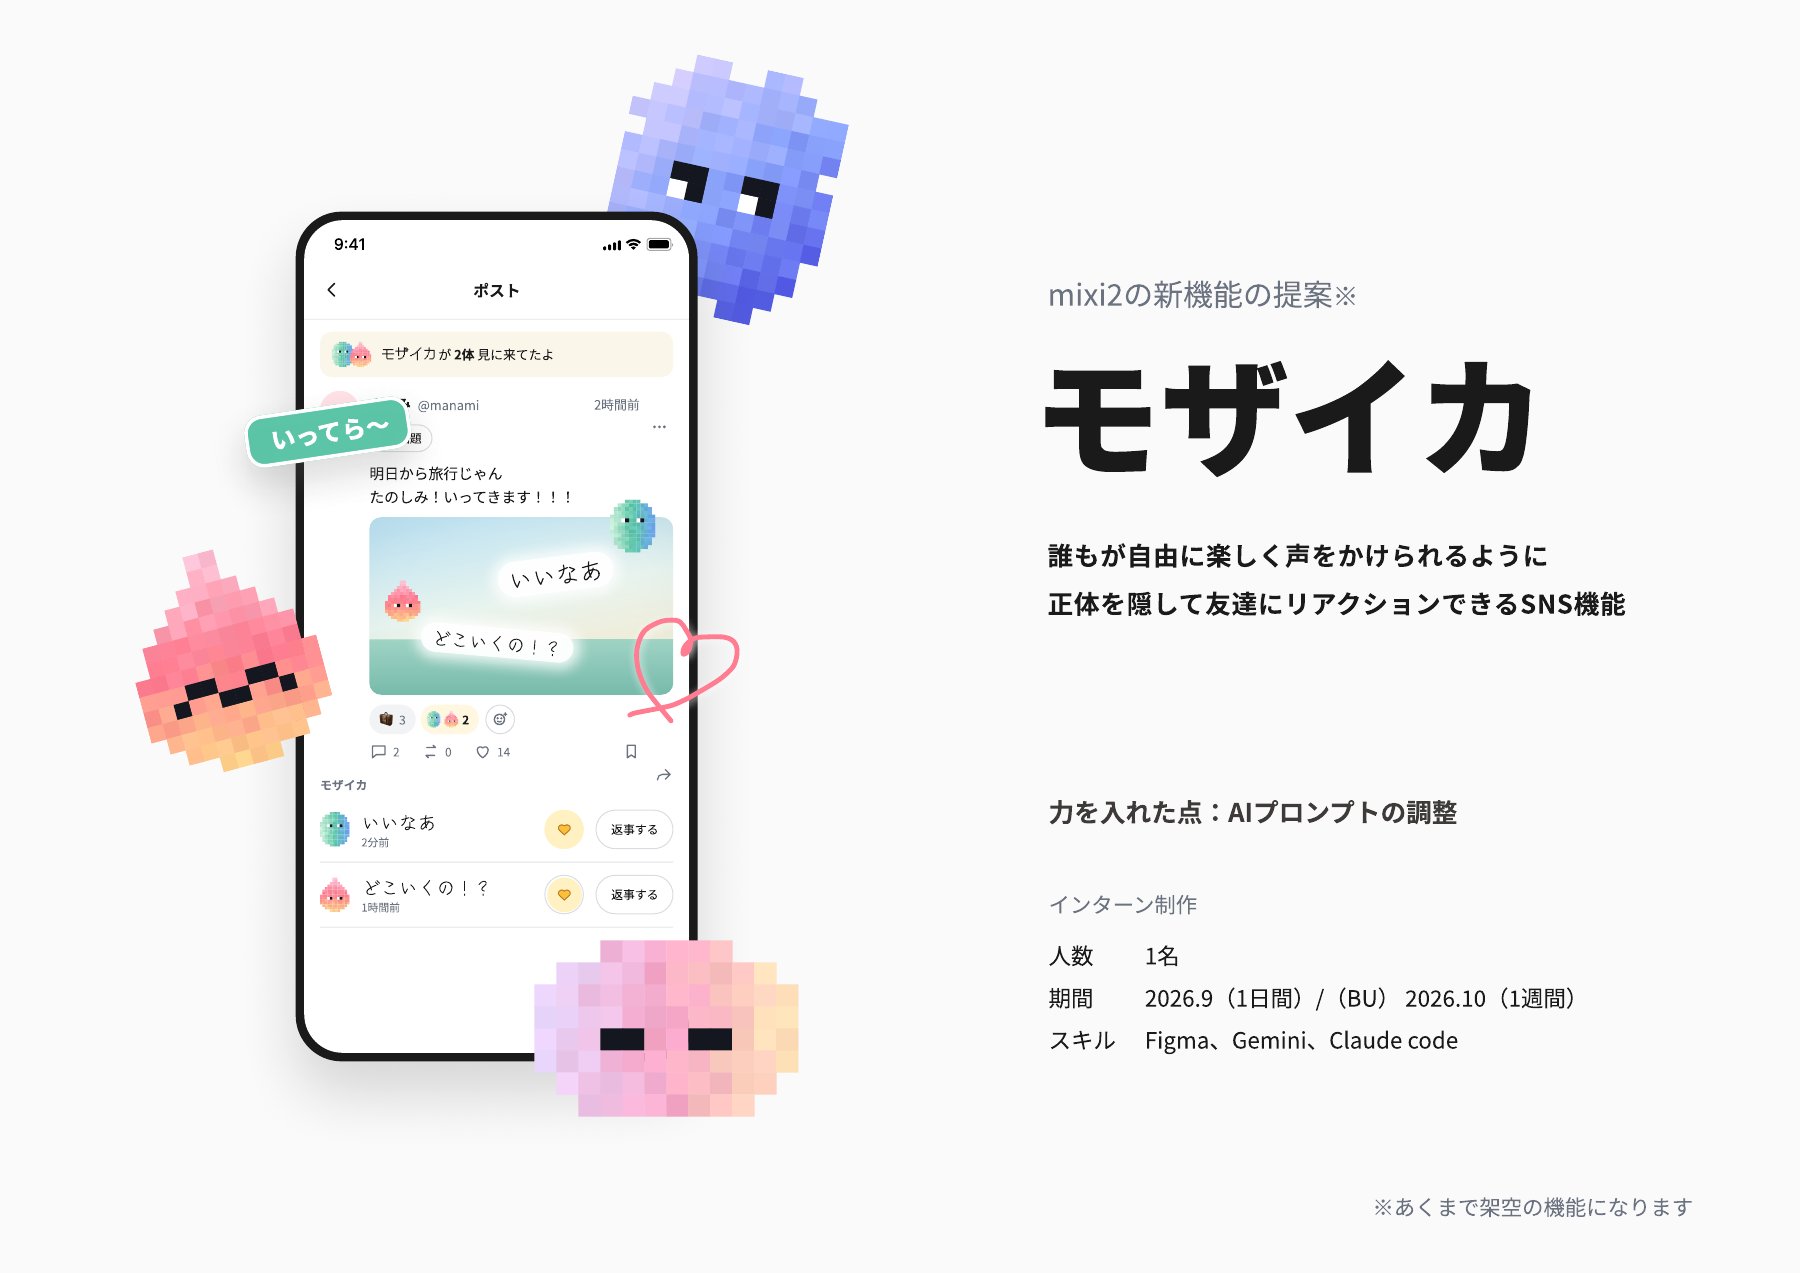 9:41
ポスト
モザイカが 2体 見に来てたよ
@manami
2時間前
いってら〜
題
明日から旅行じゃん
たのしみ！いってきます！！！
いいなあ
どこいくの！？
3
2
2
0
14
モザイカ
いいなあ
2分前
返事する
どこいくの！？
1時間前
返事する
mixi2の新機能の提案※
モザイカ
誰もが自由に楽しく声をかけられるように
正体を隠して友達にリアクションできるSNS機能
力を入れた点：AIプロンプトの調整
インターン制作
人数 1名
期間 2026.9（1日間）/（BU） 2026.10（1週間）
スキル Figma、Gemini、Claude code
※あくまで架空の機能になります